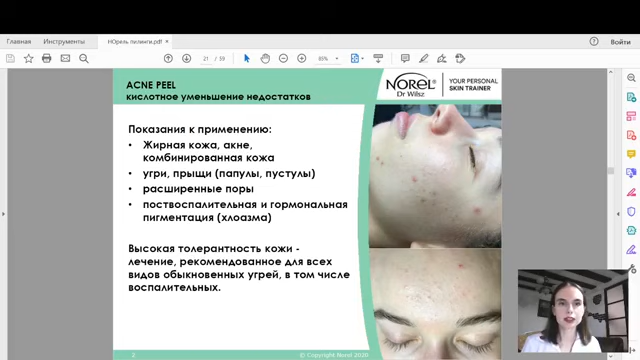 Главная
Инструменты
НОрель пилинги.pdf
×
Войти
21 / 59
85%
ACNE PEEL
кислотное уменьшение недостатков
NOREL®
Dr Wilsz
YOUR PERSONAL
SKIN TRAINER
Показания к применению:
• Жирная кожа, акне,
комбинированная кожа
• угри, прыщи (папулы, пустулы)
• расширенные поры
• поствоспалительная и гормональная
пигментация (хлоазма)
Высокая толерантность кожи -
лечение, рекомендованное для всех
видов обыкновенных угрей, в том числе
воспалительных.
2
© Copyright Norel 2020